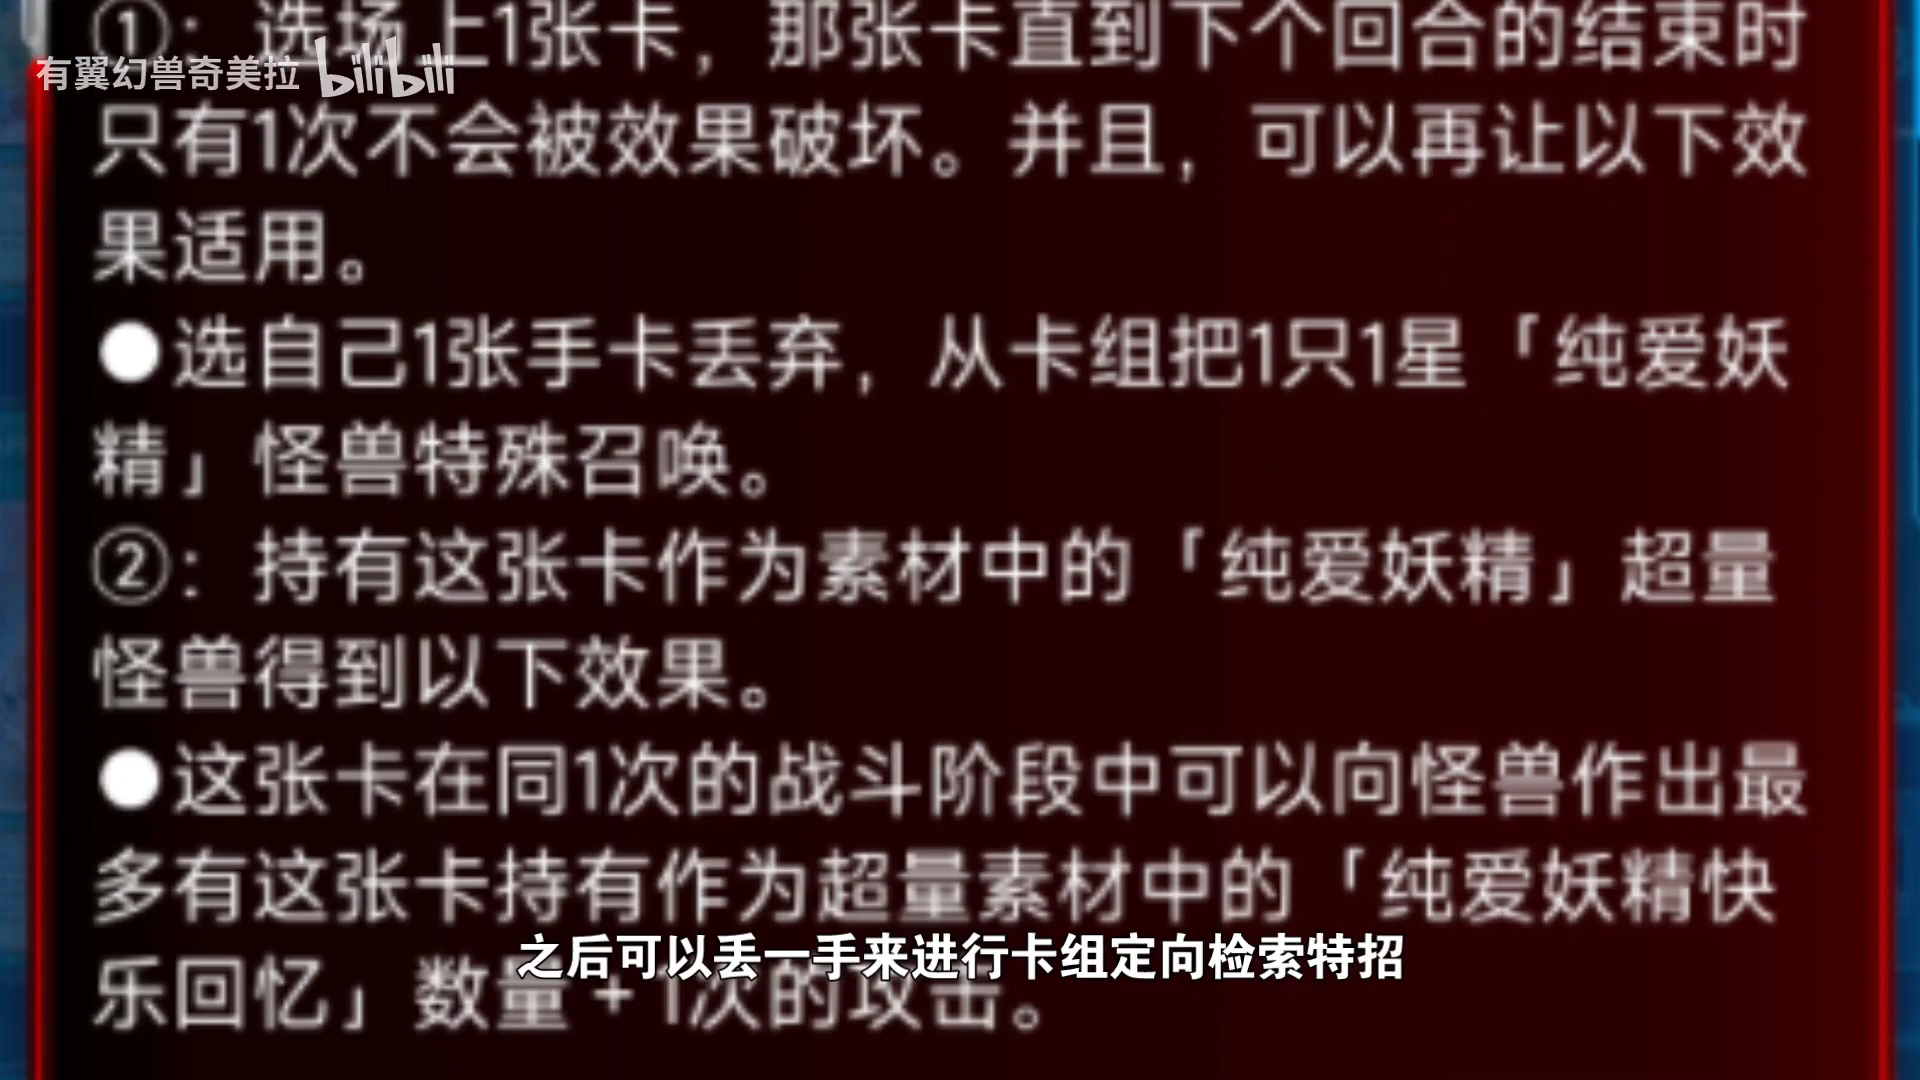 ①：选场上1张卡，那张卡直到下个回合的结束时
有翼幻兽奇美拉 bilibili
只有1次不会被效果破坏。并且，可以再让以下效
果适用。
●选自己1张手卡丢弃，从卡组把1只1星「纯爱妖
精」怪兽特殊召唤。
②：持有这张卡作为素材中的「纯爱妖精」超量
怪兽得到以下效果。
●这张卡在同1次的战斗阶段中可以向怪兽作出最
多有这张卡持有作为超量素材中的「纯爱妖精快
之后可以丢一手来进行卡组定向检索特招
乐回忆」数量+1次的攻击。